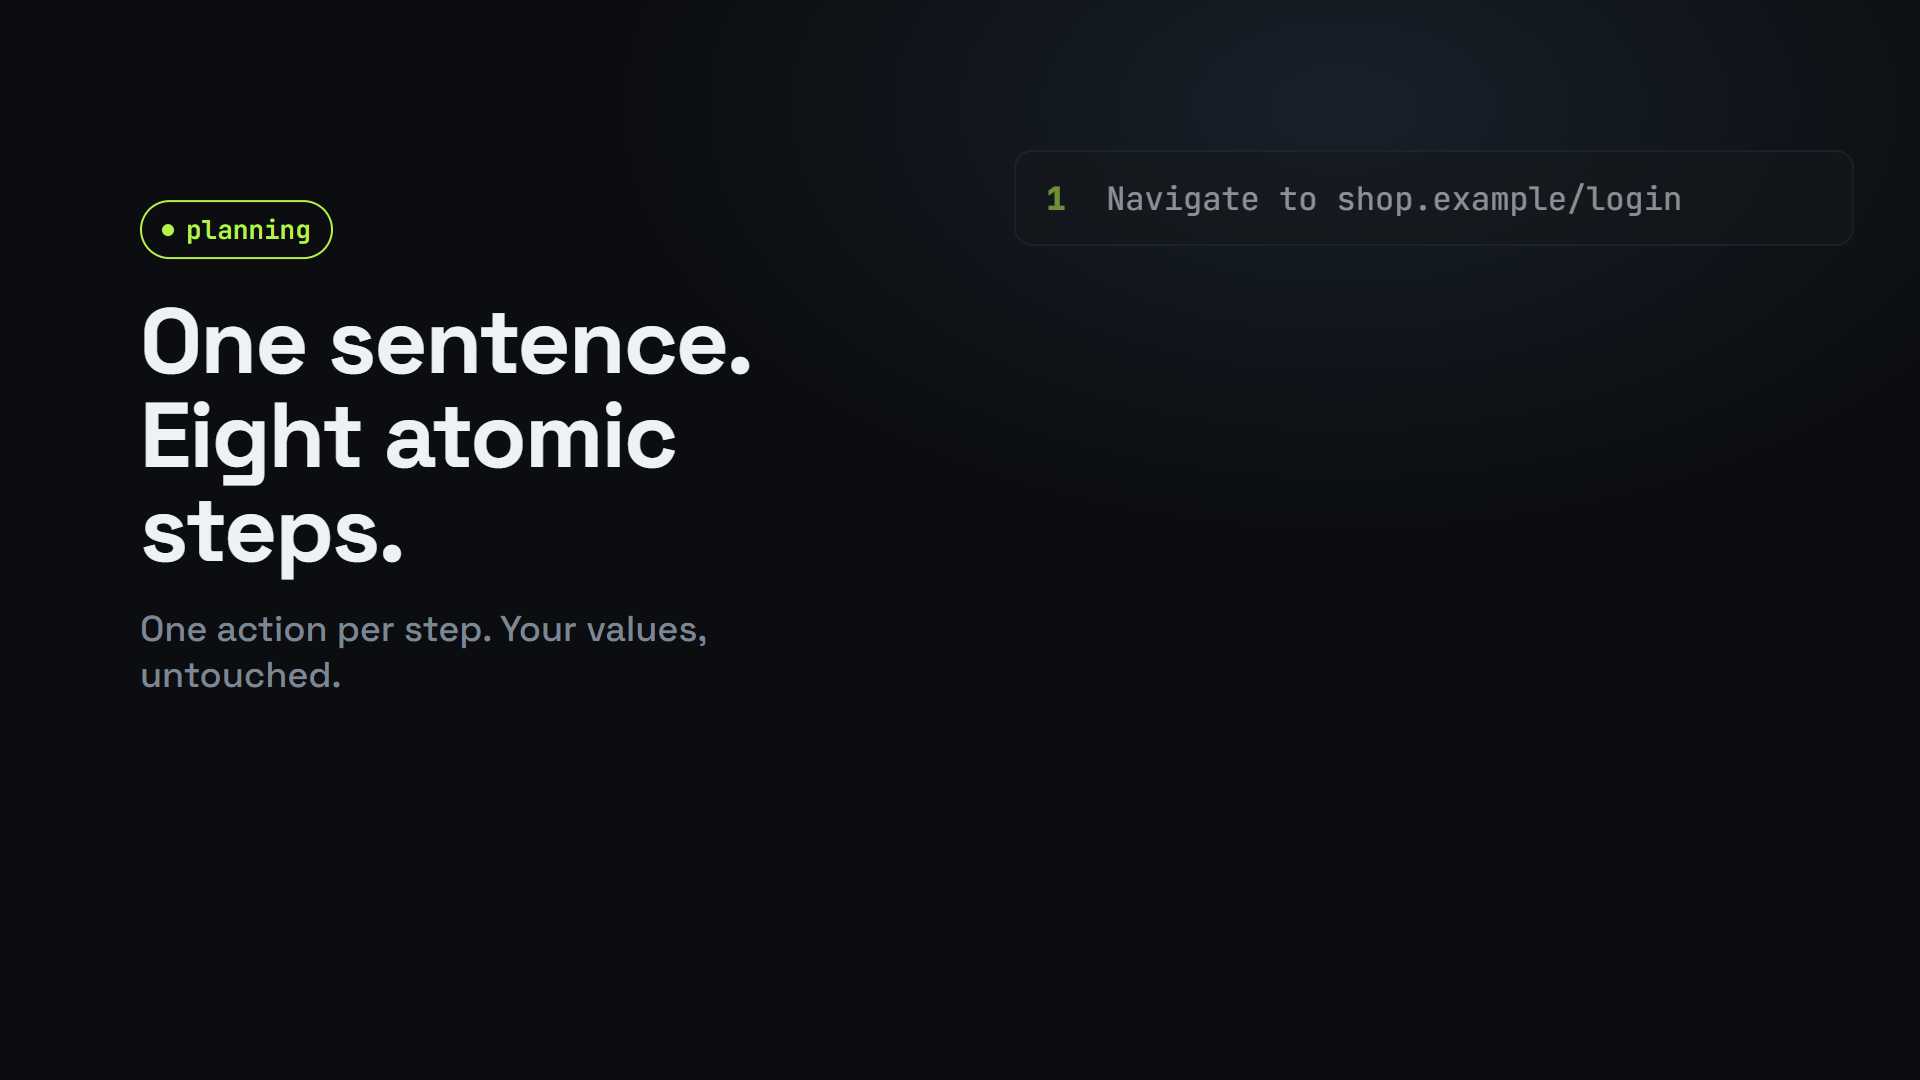 planning
One sentence.
Eight atomic
steps.
One action per step. Your values,
untouched.
1 Navigate to shop.example/login